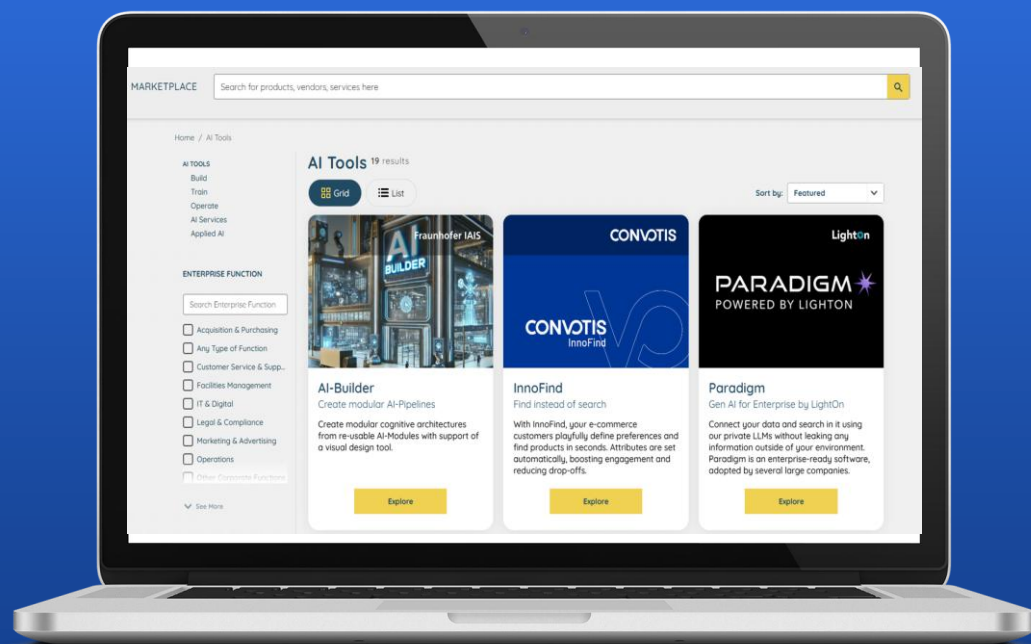 MARKETPLACE
Search for products, vendors, services here
Home / AI Tools
AI TOOLS
Build
Train
Operate
AI Services
Applied AI
ENTERPRISE FUNCTION
Search Enterprise Function
Acquisition & Purchasing
Any Type of Function
Customer Service & Supp..
Facilities Management
IT & Digital
Legal & Compliance
Marketing & Advertising
Operations
Other Corporate Functions
See More
AI Tools 19 results
Grid
List
Sort by: Featured
Fraunhofer IAIS
AI
BUILDER
AI-Builder
Create modular AI-Pipelines
Create modular cognitive architectures
from re-usable AI-Modules with support of
a visual design tool.
Explore
CONVOTIS
CONVOTIS
InnoFind
InnoFind
Find instead of search
With InnoFind, your e-commerce
customers playfully define preferences and
find products in seconds. Attributes are set
automatically, boosting engagement and
reducing drop-offs.
Explore
LightOn
PARADIGM
POWERED BY LIGHTON
Paradigm
Gen AI for Enterprise by LightOn
Connect your data and search in it using
our private LLMs without leaking any
information outside of your environment.
Paradigm is an enterprise-ready software,
adopted by several large companies.
Explore